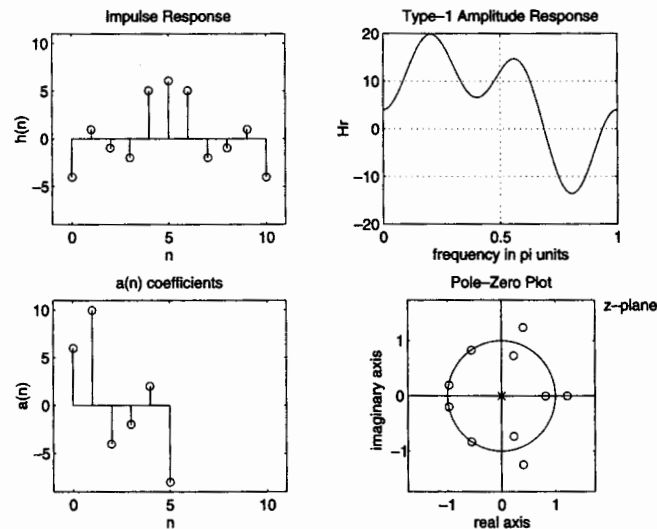 Impulse Response
10
5
0
−5
h(n)
0
5
10
n
Type−1 Amplitude Response
20
10
0
−10
−20
Hr
0
0.5
1
frequency in pi units
a(n) coefficients
10
5
0
−5
a(n)
0
5
10
n
Pole−Zero Plot
z−plane
1
0
−1
imaginary axis
−1
0
1
real axis